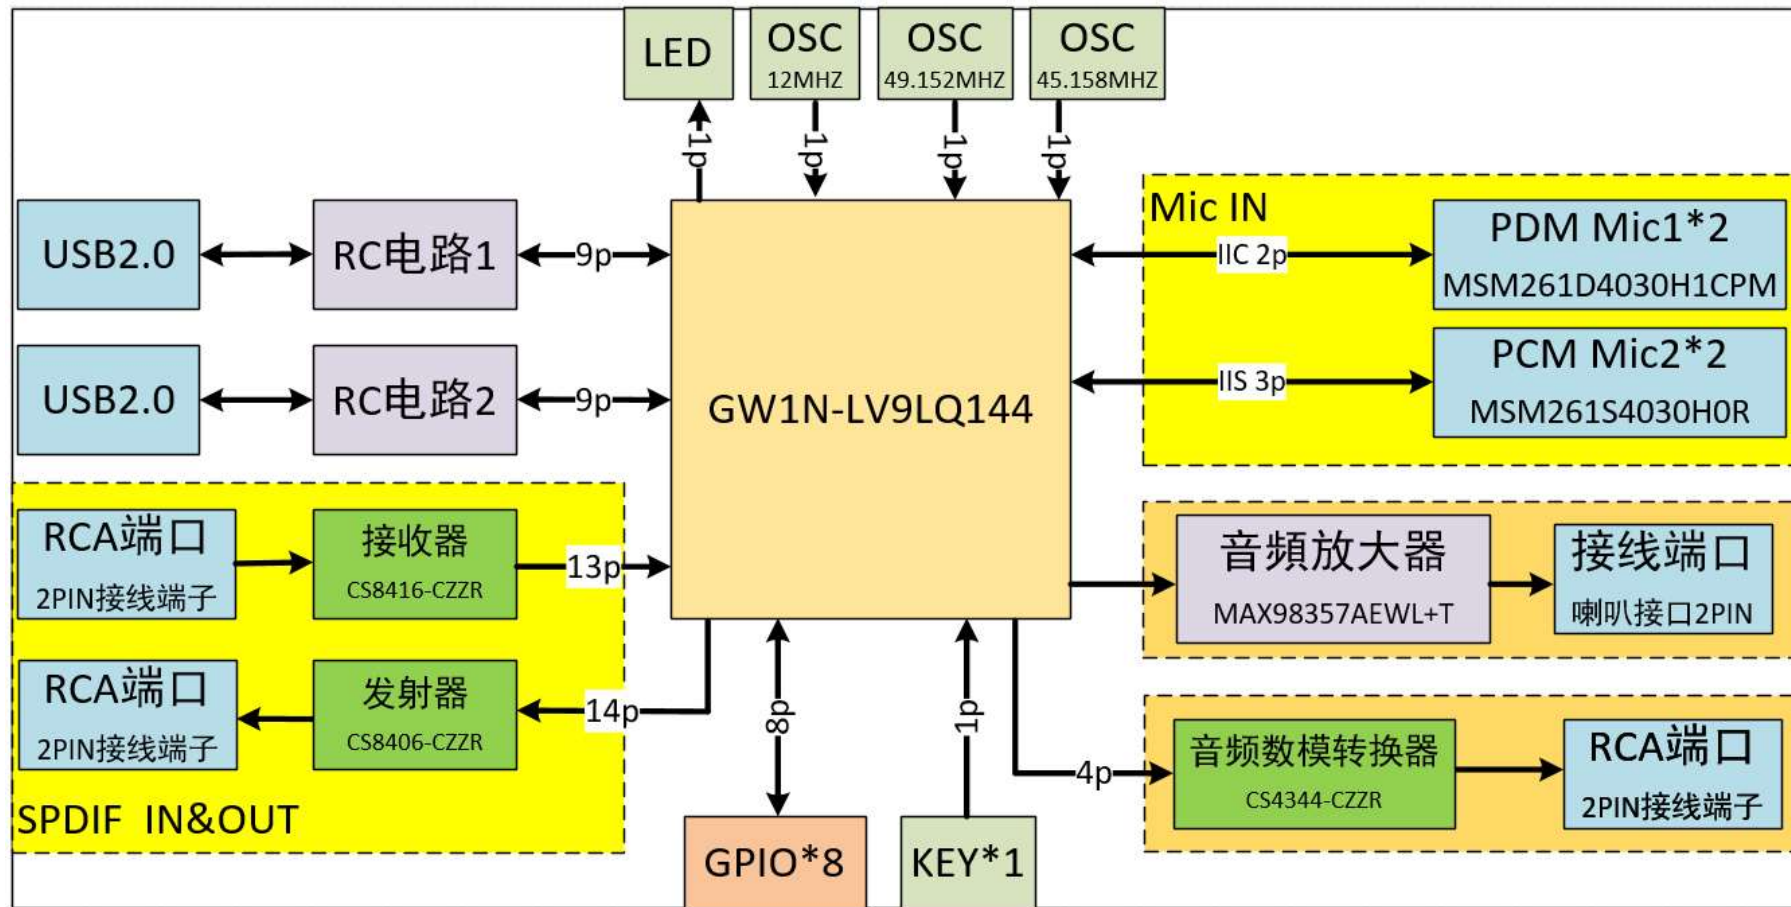 LED
OSC
12MHZ
OSC
49.152MHZ
OSC
45.158MHZ
1p
1p
1p
1p
USB2.0
RC电路1
9p
USB2.0
RC电路2
9p
GW1N-LV9LQ144
Mic IN
IIC 2p
PDM Mic1*2
MSM261D4030H1CPM
IIS 3p
PCM Mic2*2
MSM261S4030H0R
RCA端口
2PIN接线端子
接收器
CS8416-CZZR
13p
RCA端口
2PIN接线端子
发射器
CS8406-CZZR
14p
SPDIF IN&OUT
8p
GPIO*8
1p
KEY*1
音頻放大器
MAX98357AEWL+T
接线端口
喇叭接口2PIN
4p
音频数模转换器
CS4344-CZZR
RCA端口
2PIN接线端子